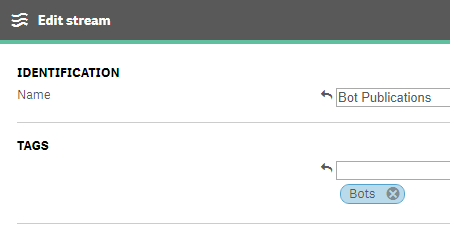 Edit stream
IDENTIFICATION
Name
Bot Publications
TAGS
Bots